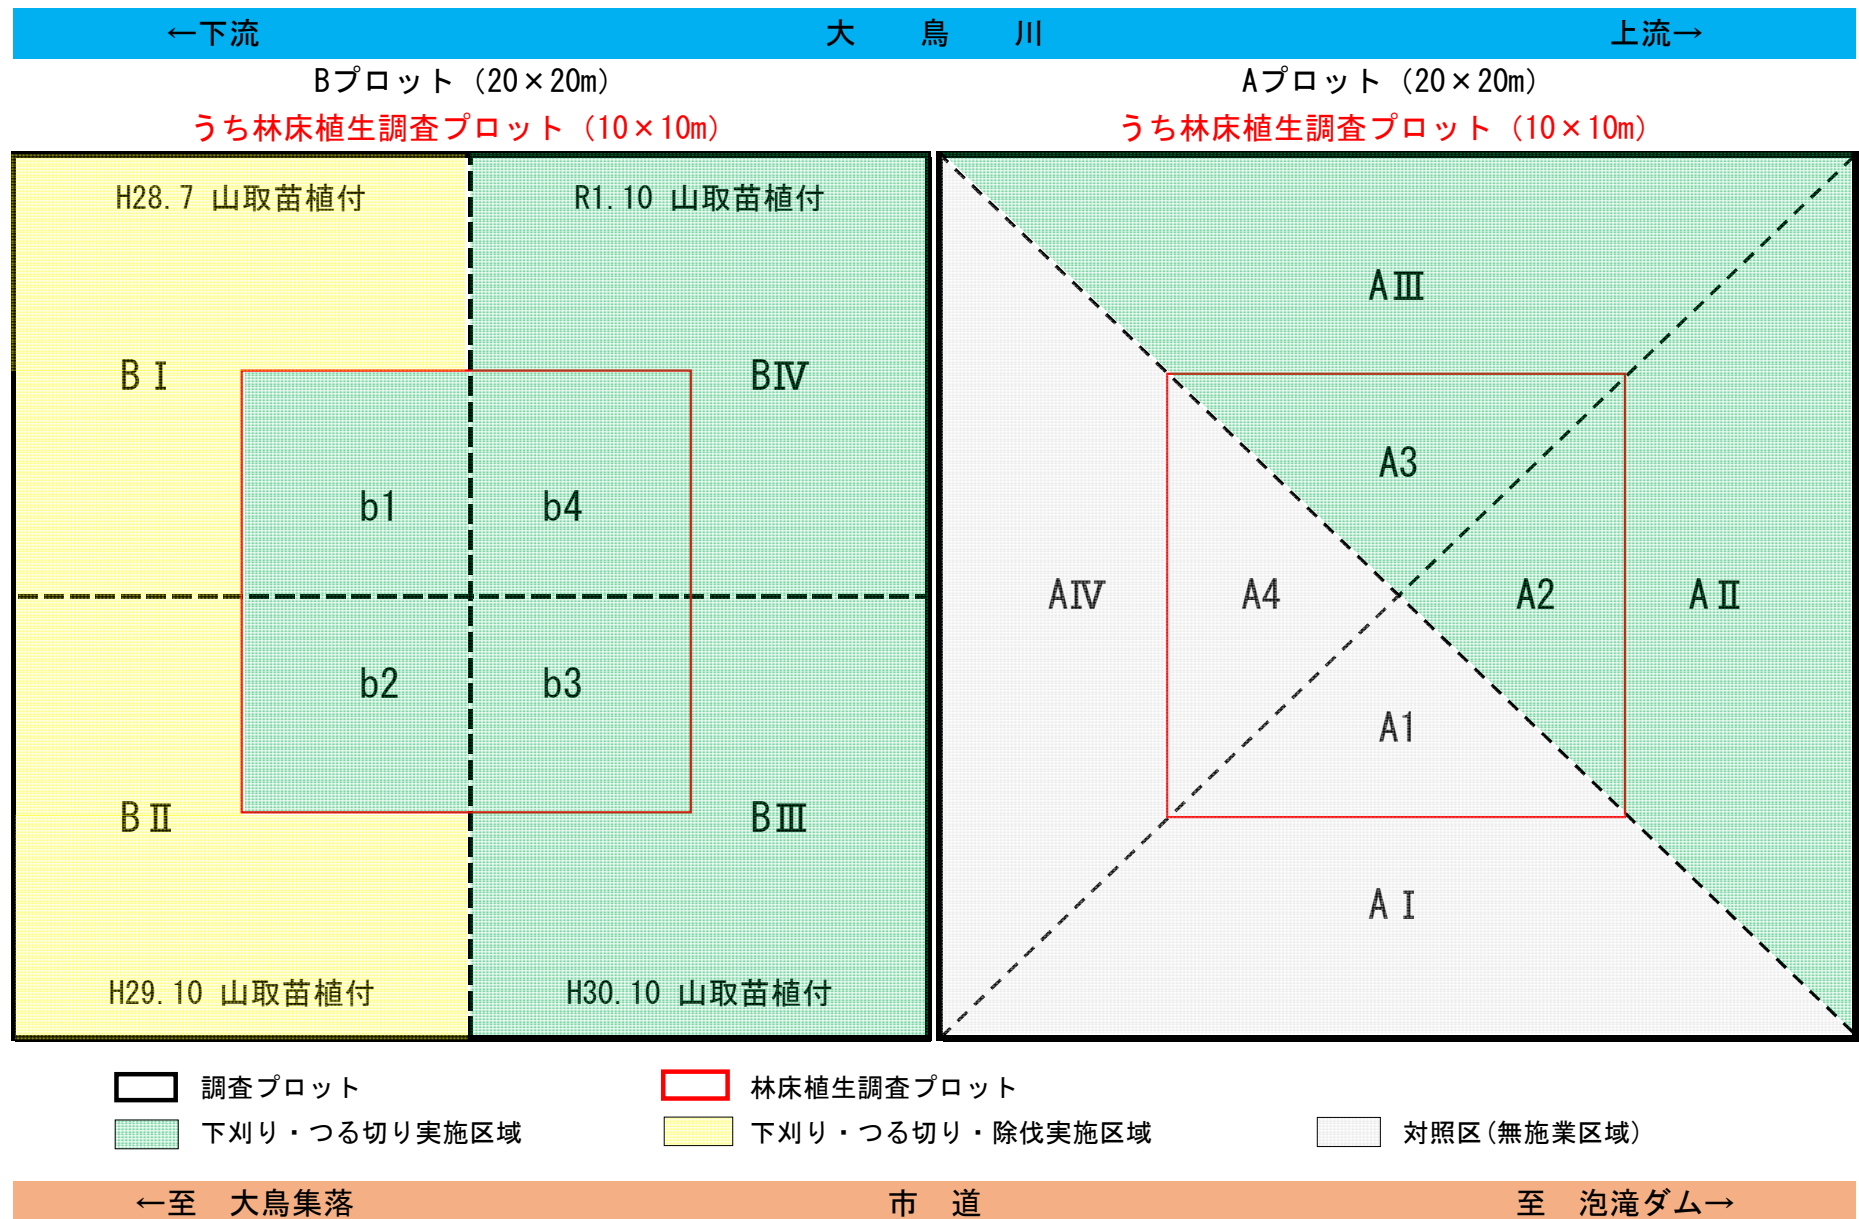 ←下流 大 鳥 川 上流→
Bプロット（20×20m） Aプロット（20×20m）
うち林床植生調査プロット（10×10m） うち林床植生調査プロット（10×10m）
H28.7 山取苗植付 R1.10 山取苗植付
AⅢ
BⅠ BⅣ
A3
b1 b4
AⅣ A4 A2 AⅡ
b2 b3
A1
BⅡ BⅢ
AⅠ
H29.10 山取苗植付 H30.10 山取苗植付
調査プロット 林床植生調査プロット
下刈り・つる切り実施区域 下刈り・つる切り・除伐実施区域 対照区(無施業区域)
←至 大鳥集落 市 道 至 泡滝ダム→